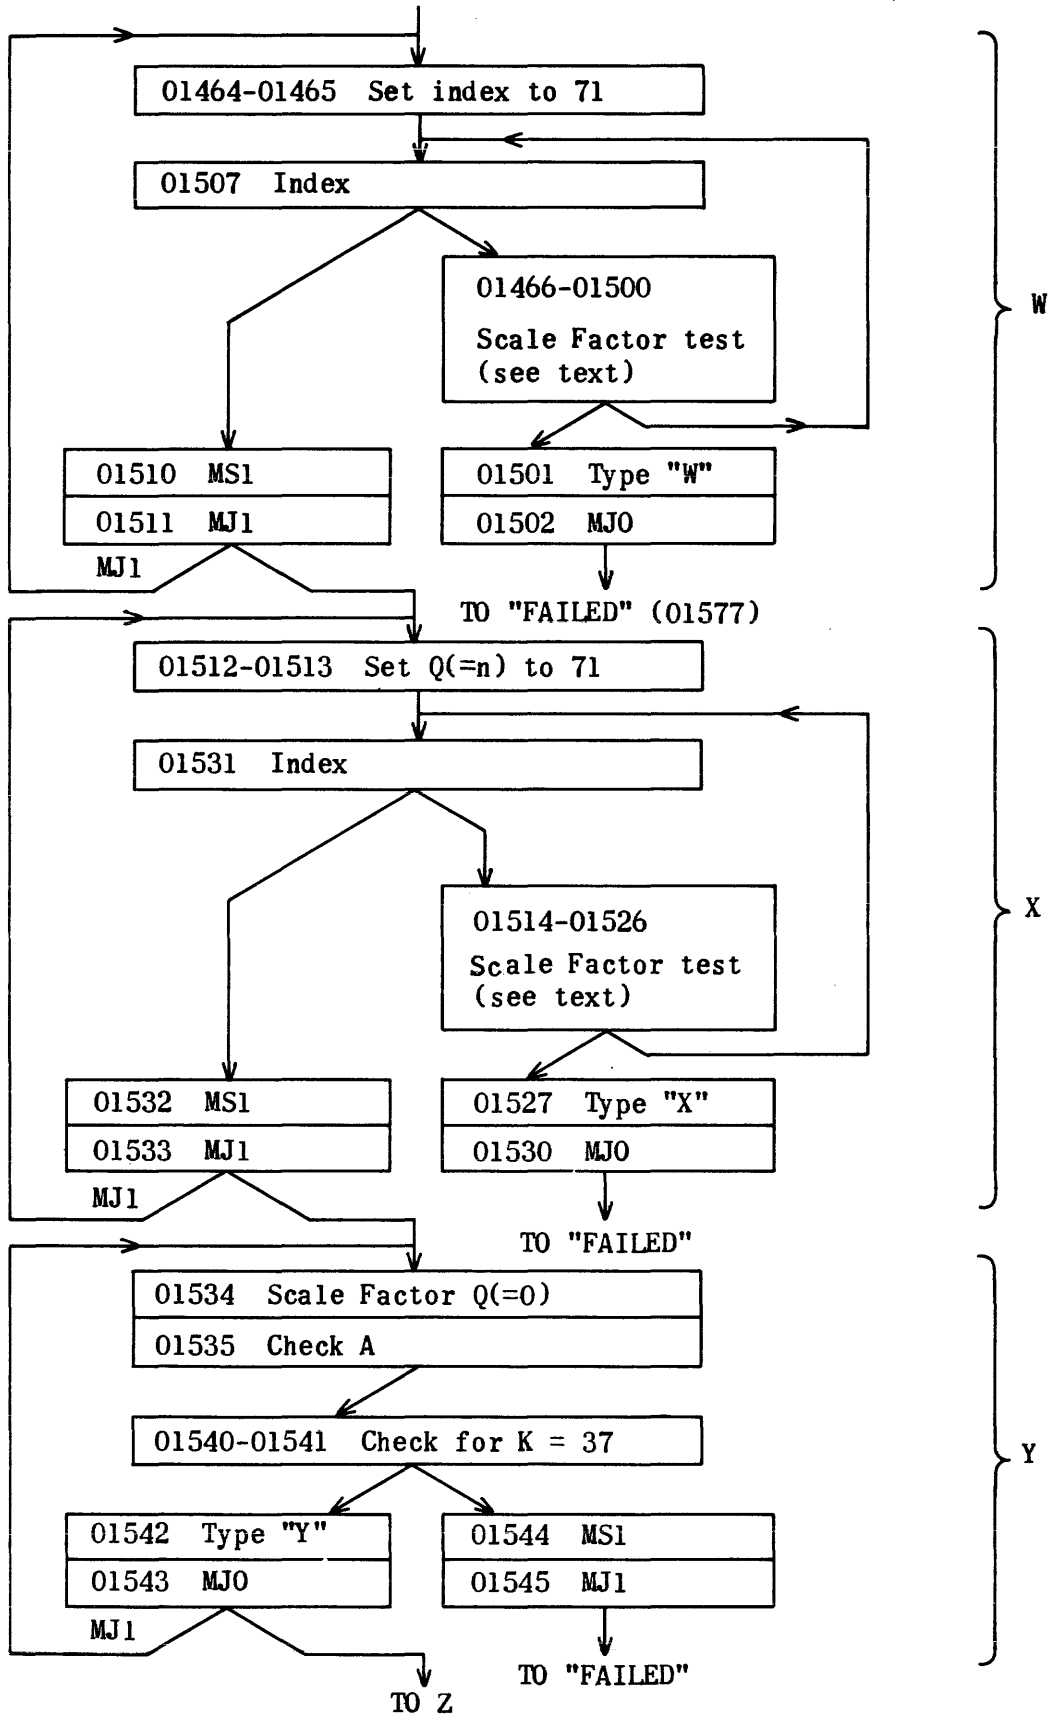 01464-01465 Set index to 71
01507 Index
01466-01500
Scale Factor test
(see text)
W
01510 MS1
01511 MJ1
MJ1
01501 Type "W"
01502 MJO
TO "FAILED" (01577)
01512-01513 Set Q(=n) to 71
01531 Index
01514-01526
Scale Factor test
(see text)
X
01532 MS1
01533 MJ1
MJ1
01527 Type "X"
01530 MJO
TO "FAILED"
01534 Scale Factor Q(=0)
01535 Check A
01540-01541 Check for K = 37
Y
01542 Type "Y"
01543 MJO
MJ1
01544 MS1
01545 MJ1
TO "FAILED"
TO Z